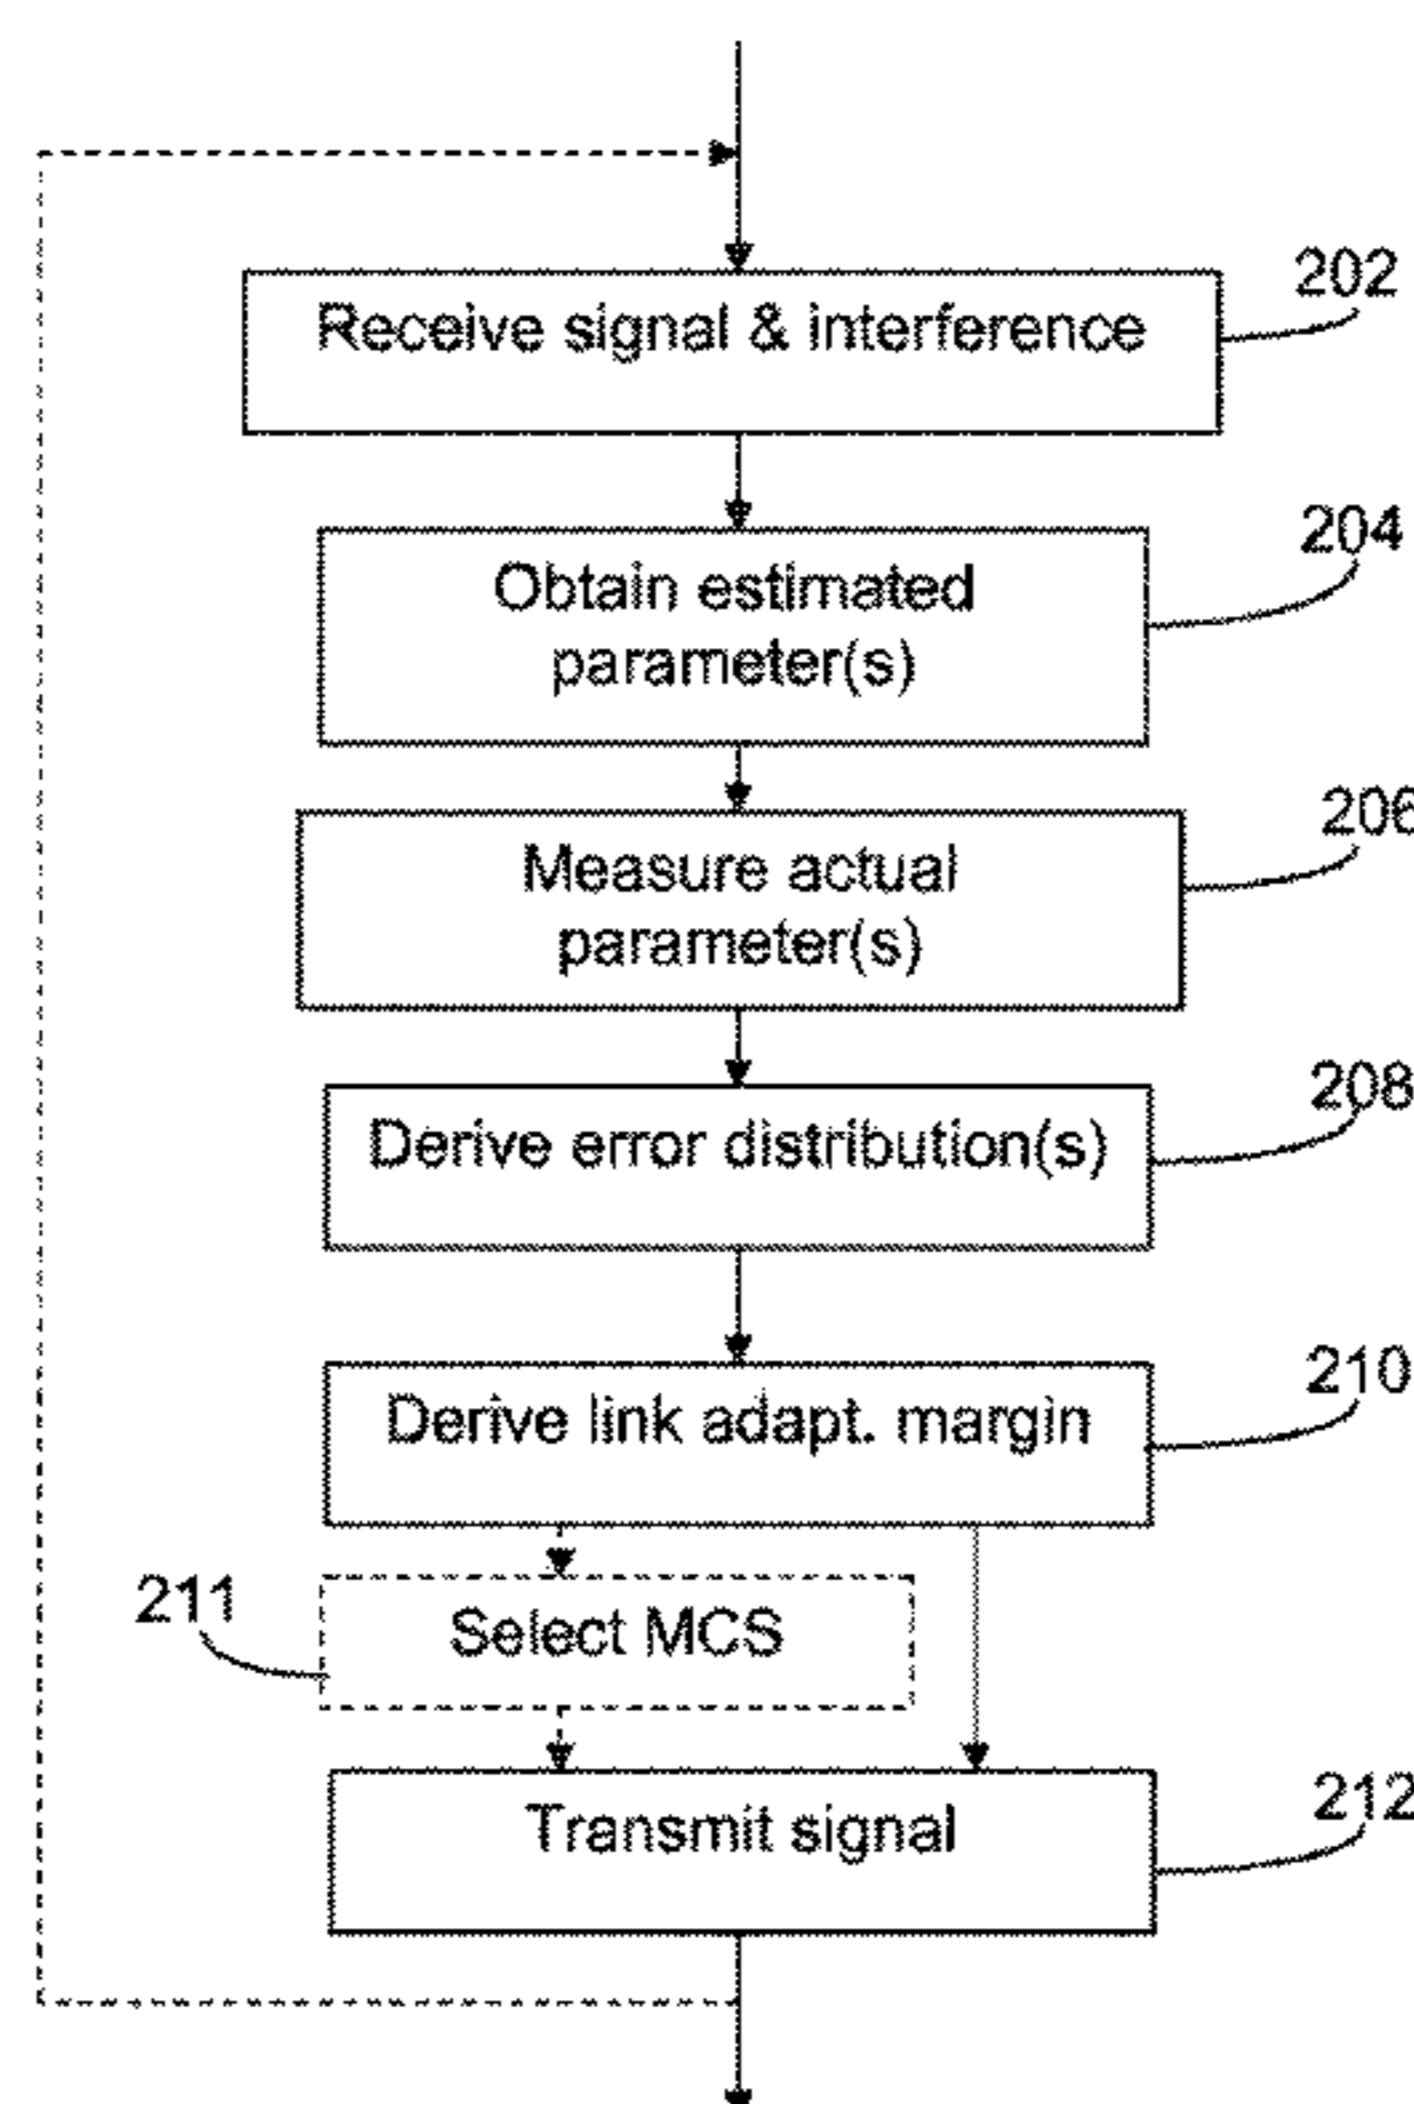 202
Receive signal & interference
204
Obtain estimated
parameter(s)
206
Measure actual
parameter(s)
208
Derive error distribution(s)
210
Derive link adapt. margin
211
Select MCS
212
Transmit signal